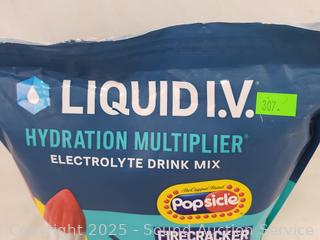 LIQUID I.V.®
307.
HYDRATION MULTIPLIER®
ELECTROLYTE DRINK MIX
The Original Brand
Popsicle
FIRECRACKER
Copyright 2025 - Sound Auction Service